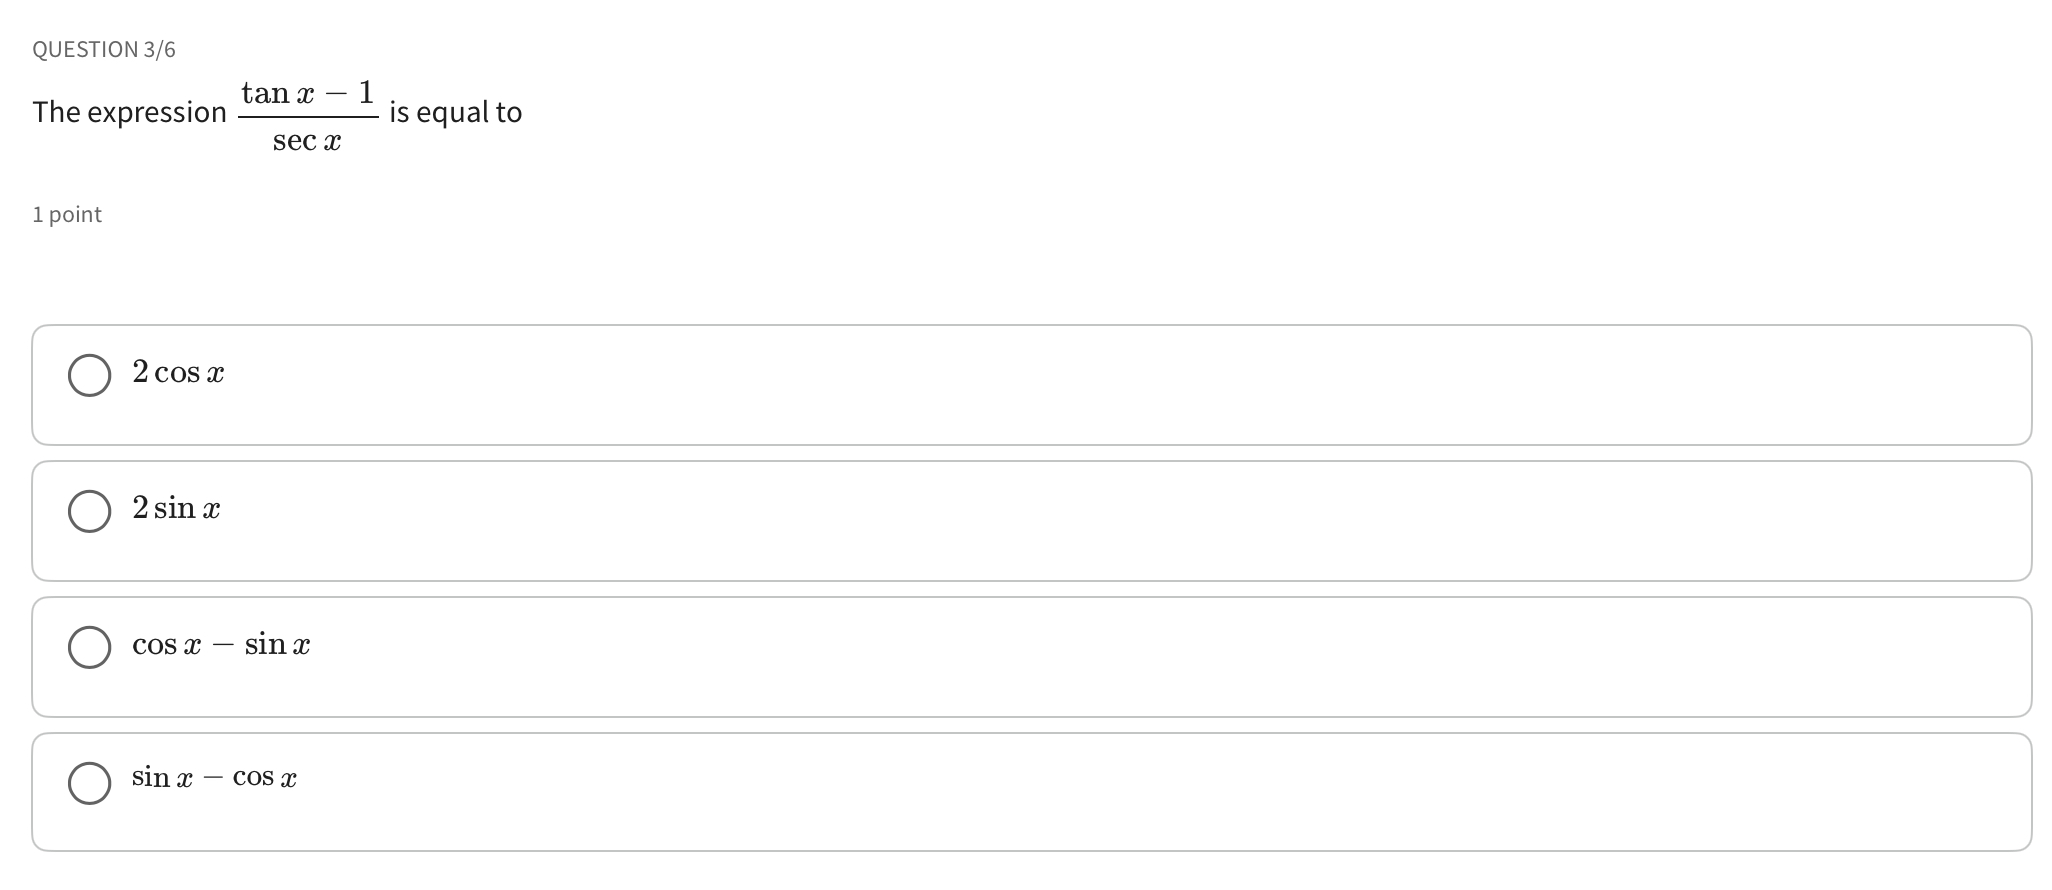 QUESTION 3/6
The expression \frac{\tan x - 1}{\sec x} is equal to
1 point
2 cos x
2 sin x
cos x − sin x
sin x − cos x